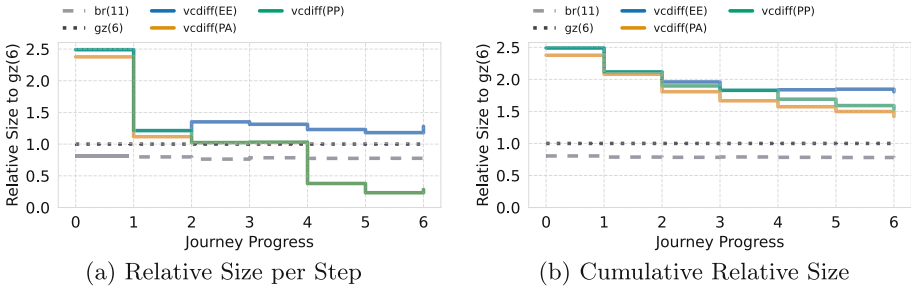 br(11) vcdiff(EE) vcdiff(PP)
gz(6) vcdiff(PA)
Relative Size to gz(6)
2.5
2.0
1.5
1.0
0.5
0.0
0 1 2 3 4 5 6
Journey Progress
(a) Relative Size per Step
br(11) vcdiff(EE) vcdiff(PP)
gz(6) vcdiff(PA)
Relative Size to gz(6)
2.5
2.0
1.5
1.0
0.5
0.0
0 1 2 3 4 5 6
Journey Progress
(b) Cumulative Relative Size